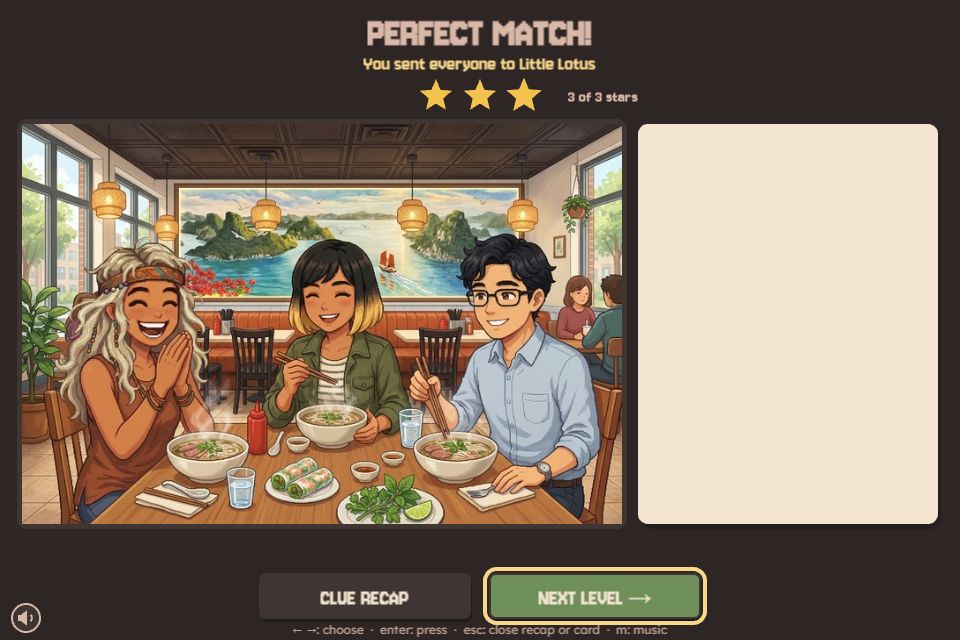 PERFECT MATCH!
You sent everyone to Little Lotus
3 of 3 stars
CLUE RECAP
NEXT LEVEL →
← →: choose · enter: press · esc: close recap or card · m: music